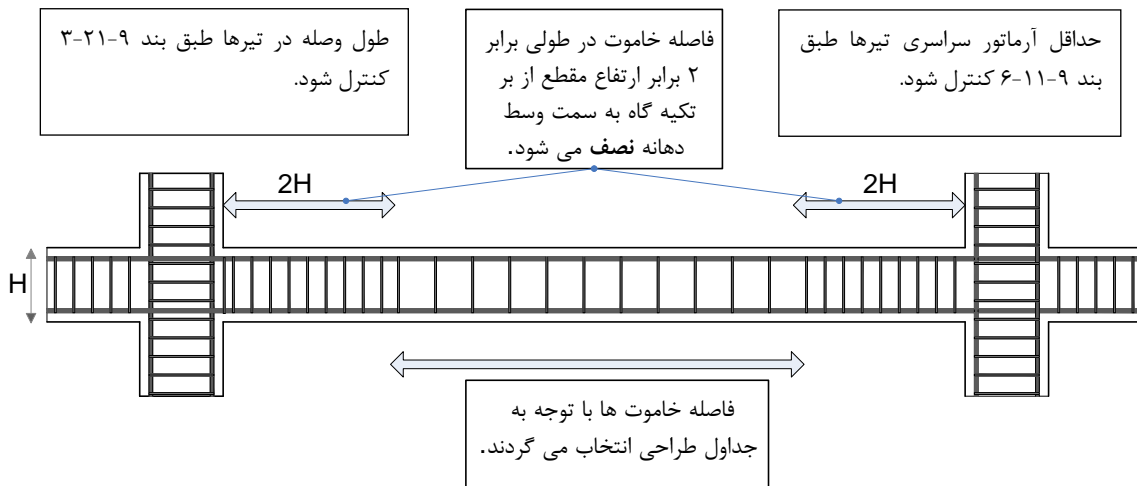 حداقل آرماتور سراسری تیرها طبق
بند ۹-۱۱-۶ کنترل شود.
فاصله خاموت در طولی برابر
۲ برابر ارتفاع مقطع از بر
تکیه گاه به سمت وسط
دهانه نصف می شود.
طول وصله در تیرها طبق بند ۹-۲۱-۳
کنترل شود.
2H
2H
H
فاصله خاموت ها با توجه به
جداول طراحی انتخاب می گردند.